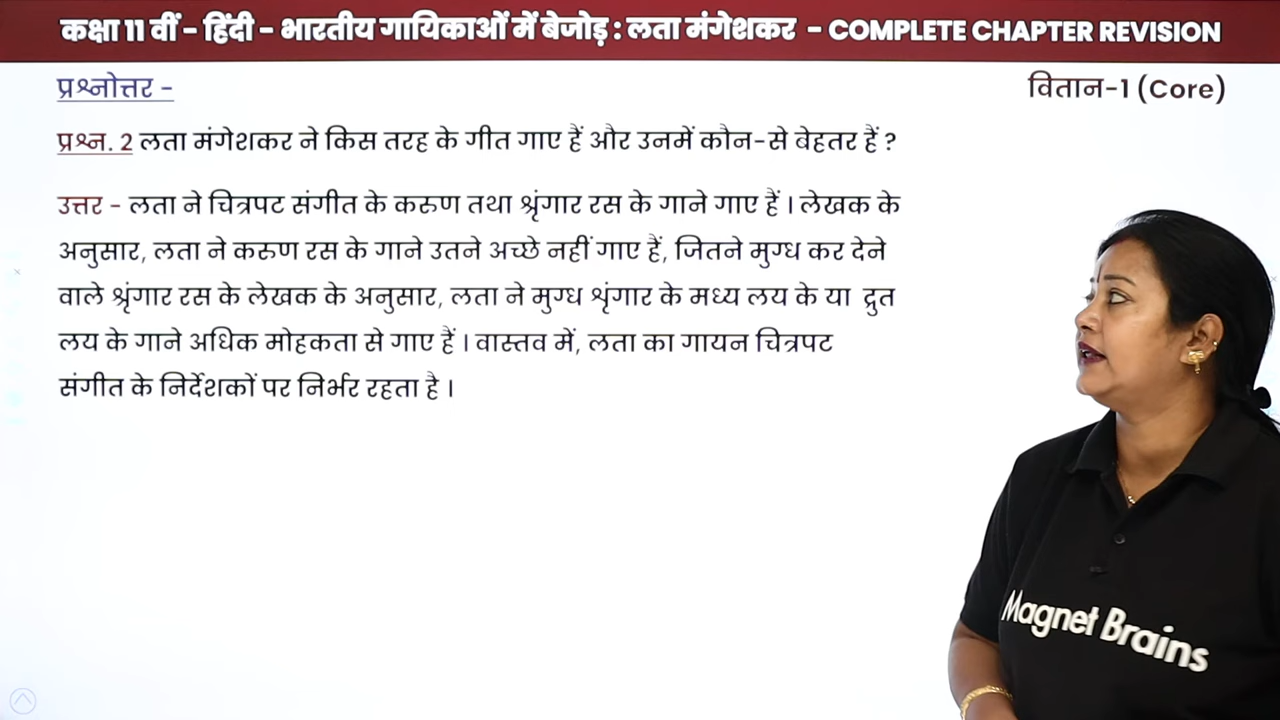 कक्षा 11 वीं - हिंदी - भारतीय गायिकाओं में बेजोड़ : लता मंगेशकर - COMPLETE CHAPTER REVISION
प्रश्नोत्तर -
वितान-1 (Core)
प्रश्न. 2 लता मंगेशकर ने किस तरह के गीत गाए हैं और उनमें कौन-से बेहतर हैं ?
उत्तर - लता ने चित्रपट संगीत के करुण तथा श्रृंगार रस के गाने गाए हैं । लेखक के
अनुसार, लता ने करुण रस के गाने उतने अच्छे नहीं गाए हैं, जितने मुग्ध कर देने
वाले श्रृंगार रस के लेखक के अनुसार, लता ने मुग्ध शृंगार के मध्य लय के या द्रुत
लय के गाने अधिक मोहकता से गाए हैं । वास्तव में, लता का गायन चित्रपट
संगीत के निर्देशकों पर निर्भर रहता है ।
Magnet Brains